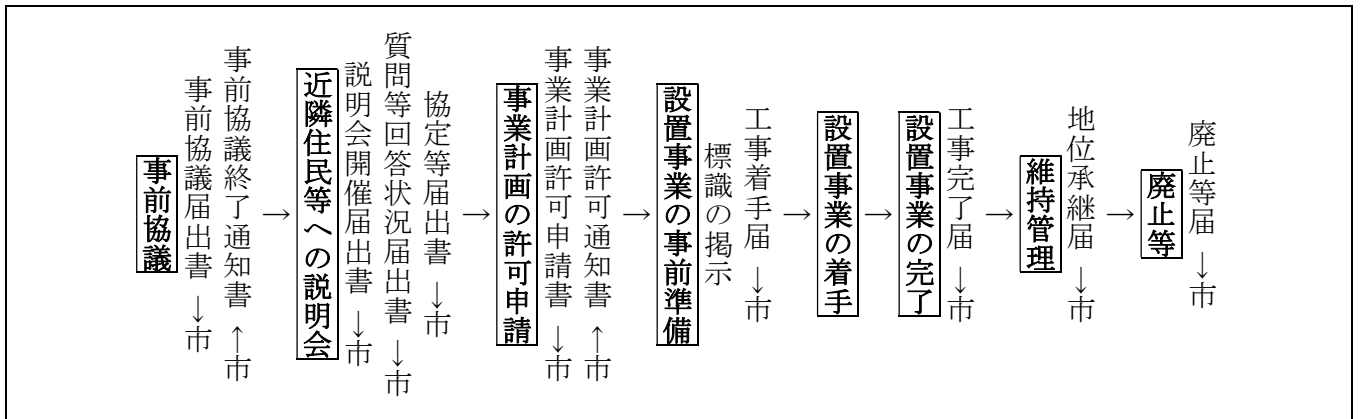 事前協議
事前協議届出書 →市
事前協議終了通知書 ←市
→
近隣住民等への説明会
説明会開催届出書 →市
質問等回答状況届出書 →市
協定等届出書 →市
→
事業計画の許可申請
事業計画許可申請書 →市
事業計画許可通知書 ←市
→
設置事業の事前準備
標識の掲示
工事着手届 →市
→
設置事業の着手
→
設置事業の完了
工事完了届 →市
→
維持管理
地位承継届 →市
→
廃止等
廃止等届 →市